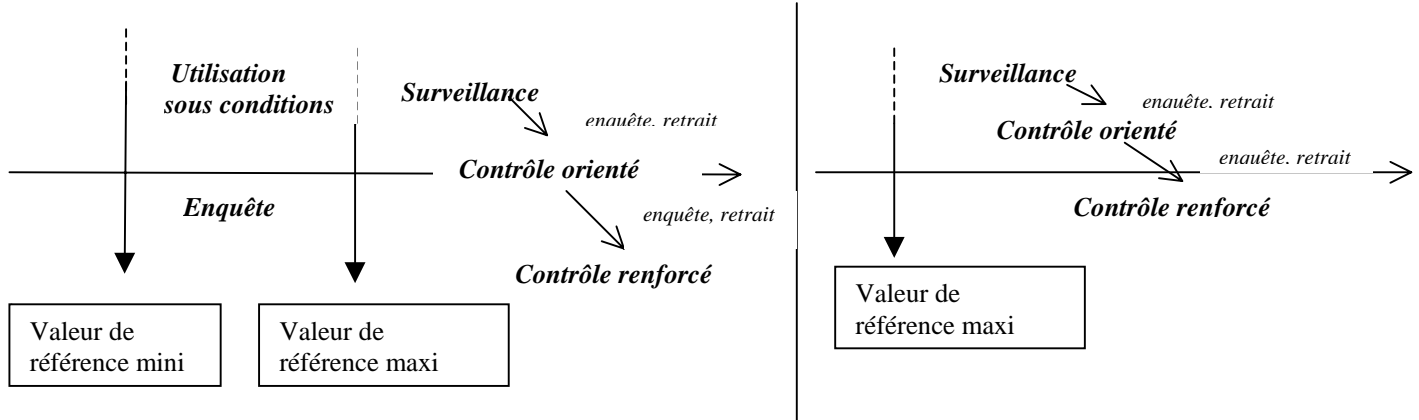 Utilisation
sous conditions
Surveillance
enquête, retrait
Contrôle orienté
Enquête
enquête, retrait
Contrôle renforcé
Valeur de
référence mini
Valeur de
référence maxi
Surveillance
enquête, retrait
Contrôle orienté
enquête, retrait
Contrôle renforcé
Valeur de
référence maxi